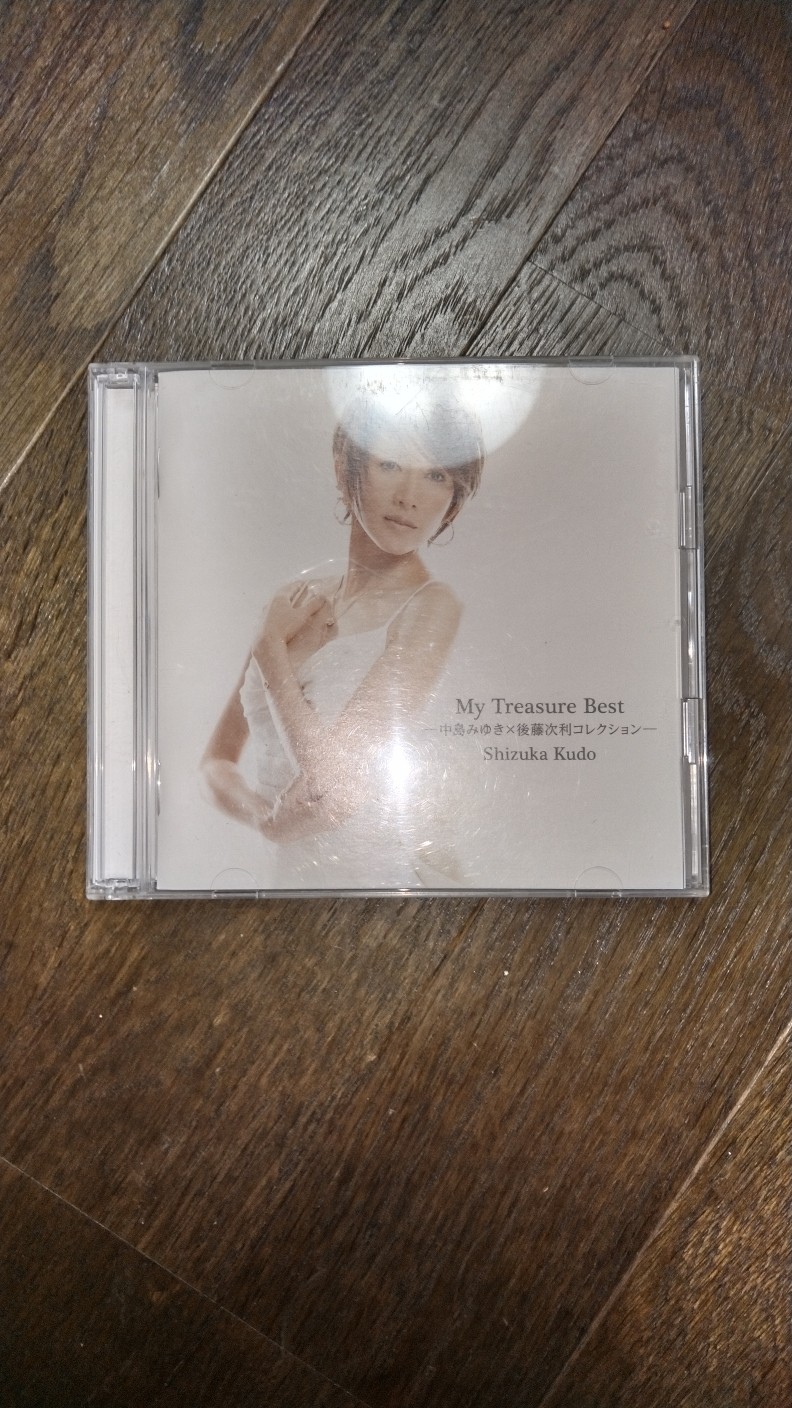 My Treasure Best
―中島みゆき×後藤次利コレクション―
Shizuka Kudo